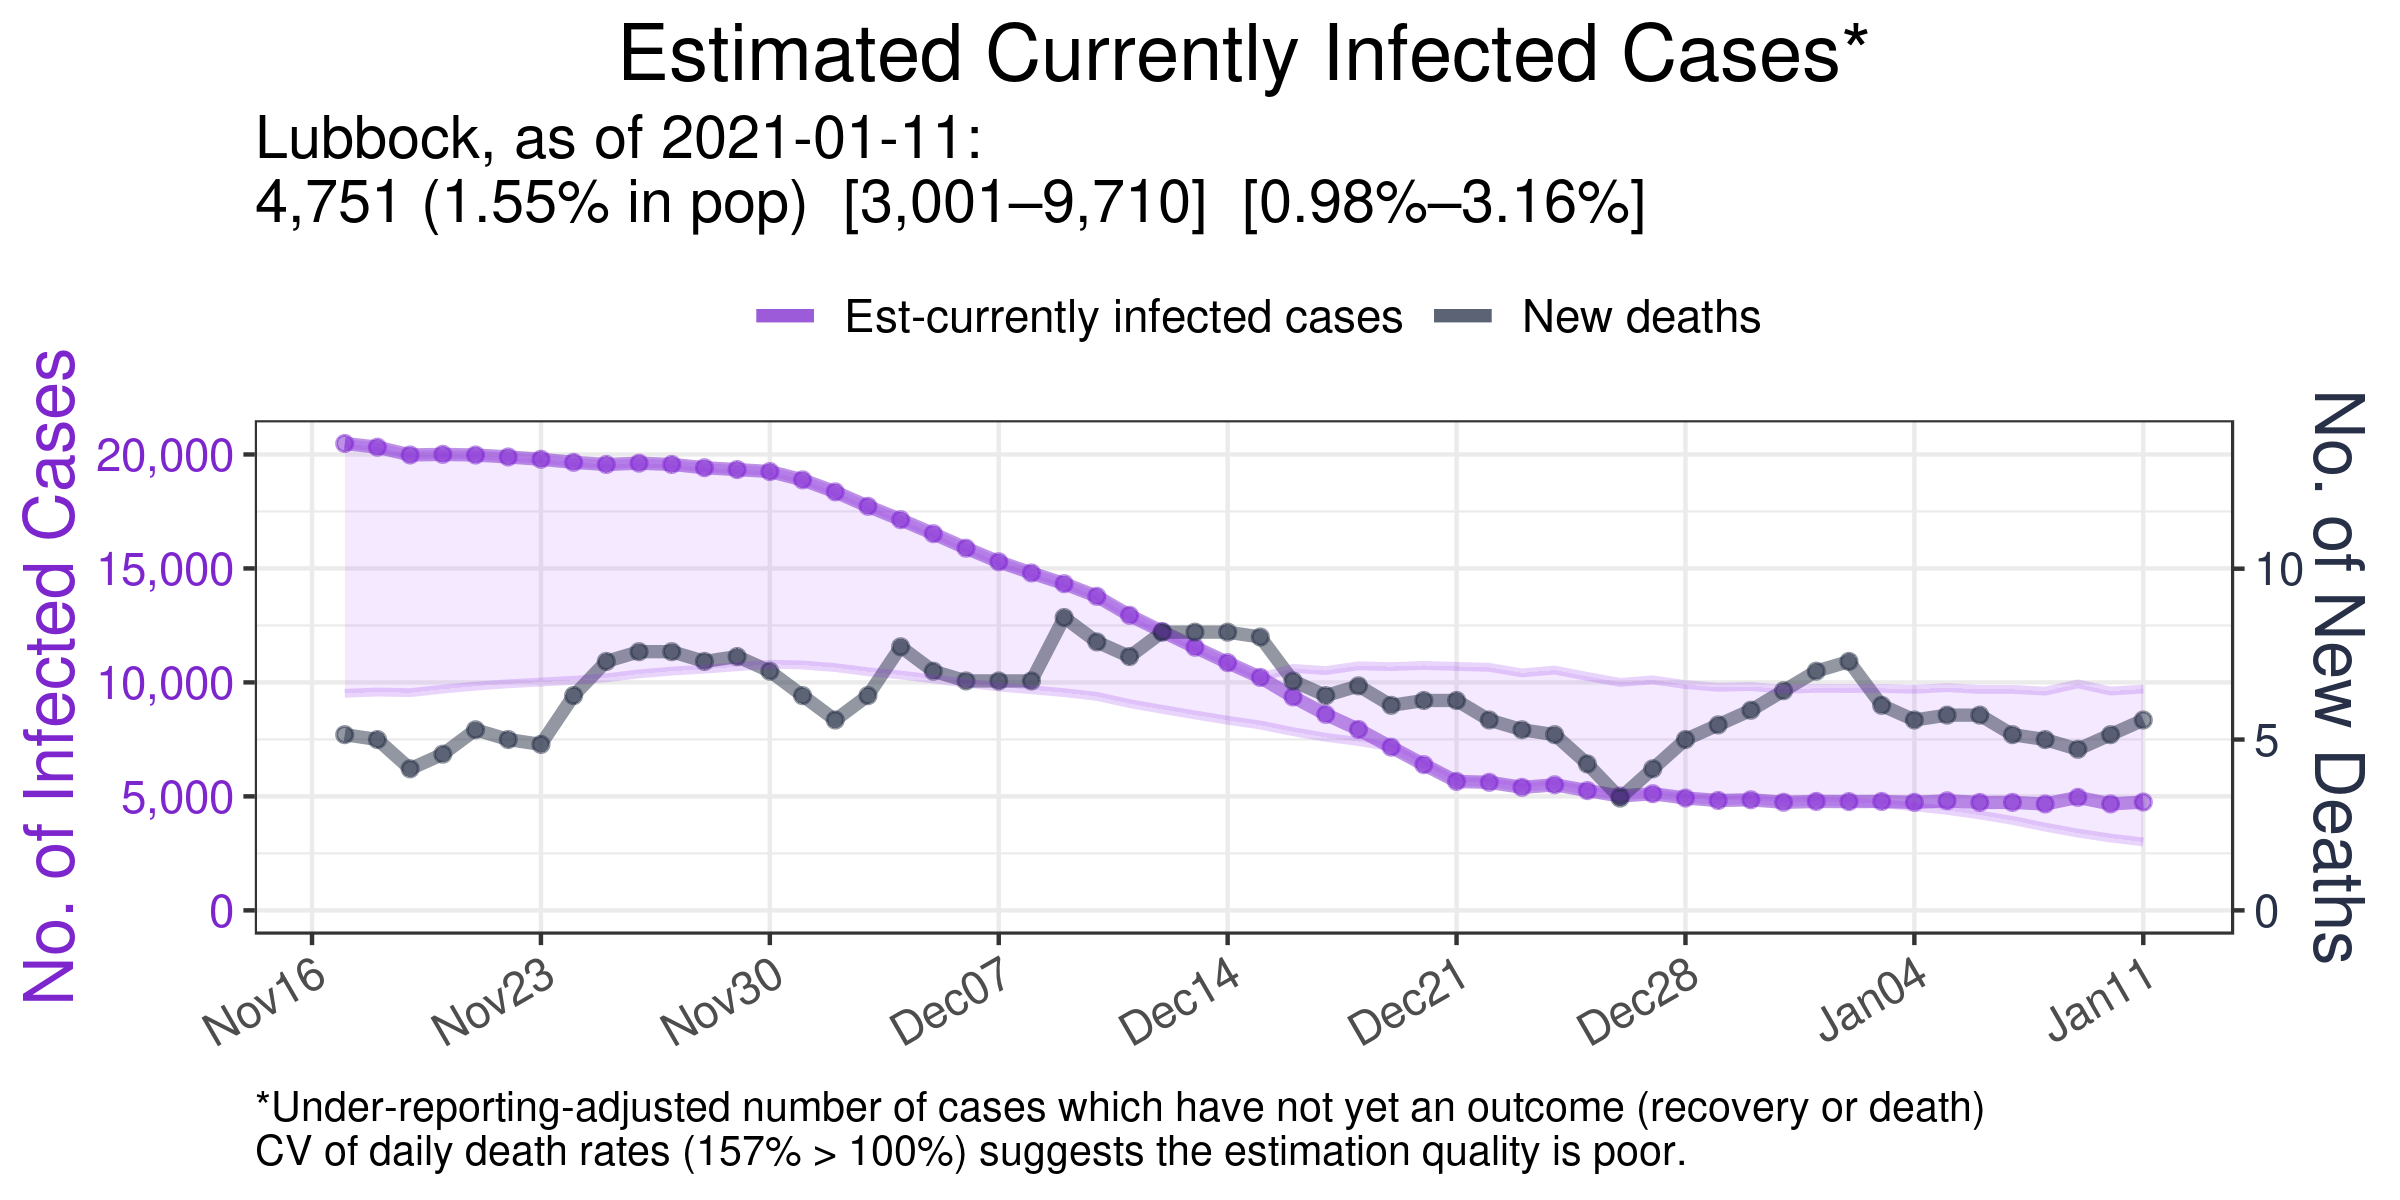 Estimated Currently Infected Cases*
Lubbock, as of 2021-01-11:
4,751 (1.55% in pop)  [3,001–9,710]  [0.98%–3.16%]
Est-currently infected cases
New deaths
No. of Infected Cases
20,000
15,000
10,000
5,000
0
10
5
0
No. of New Deaths
Nov16
Nov23
Nov30
Dec07
Dec14
Dec21
Dec28
Jan04
Jan11
*Under-reporting-adjusted number of cases which have not yet an outcome (recovery or death)
CV of daily death rates (157% > 100%) suggests the estimation quality is poor.